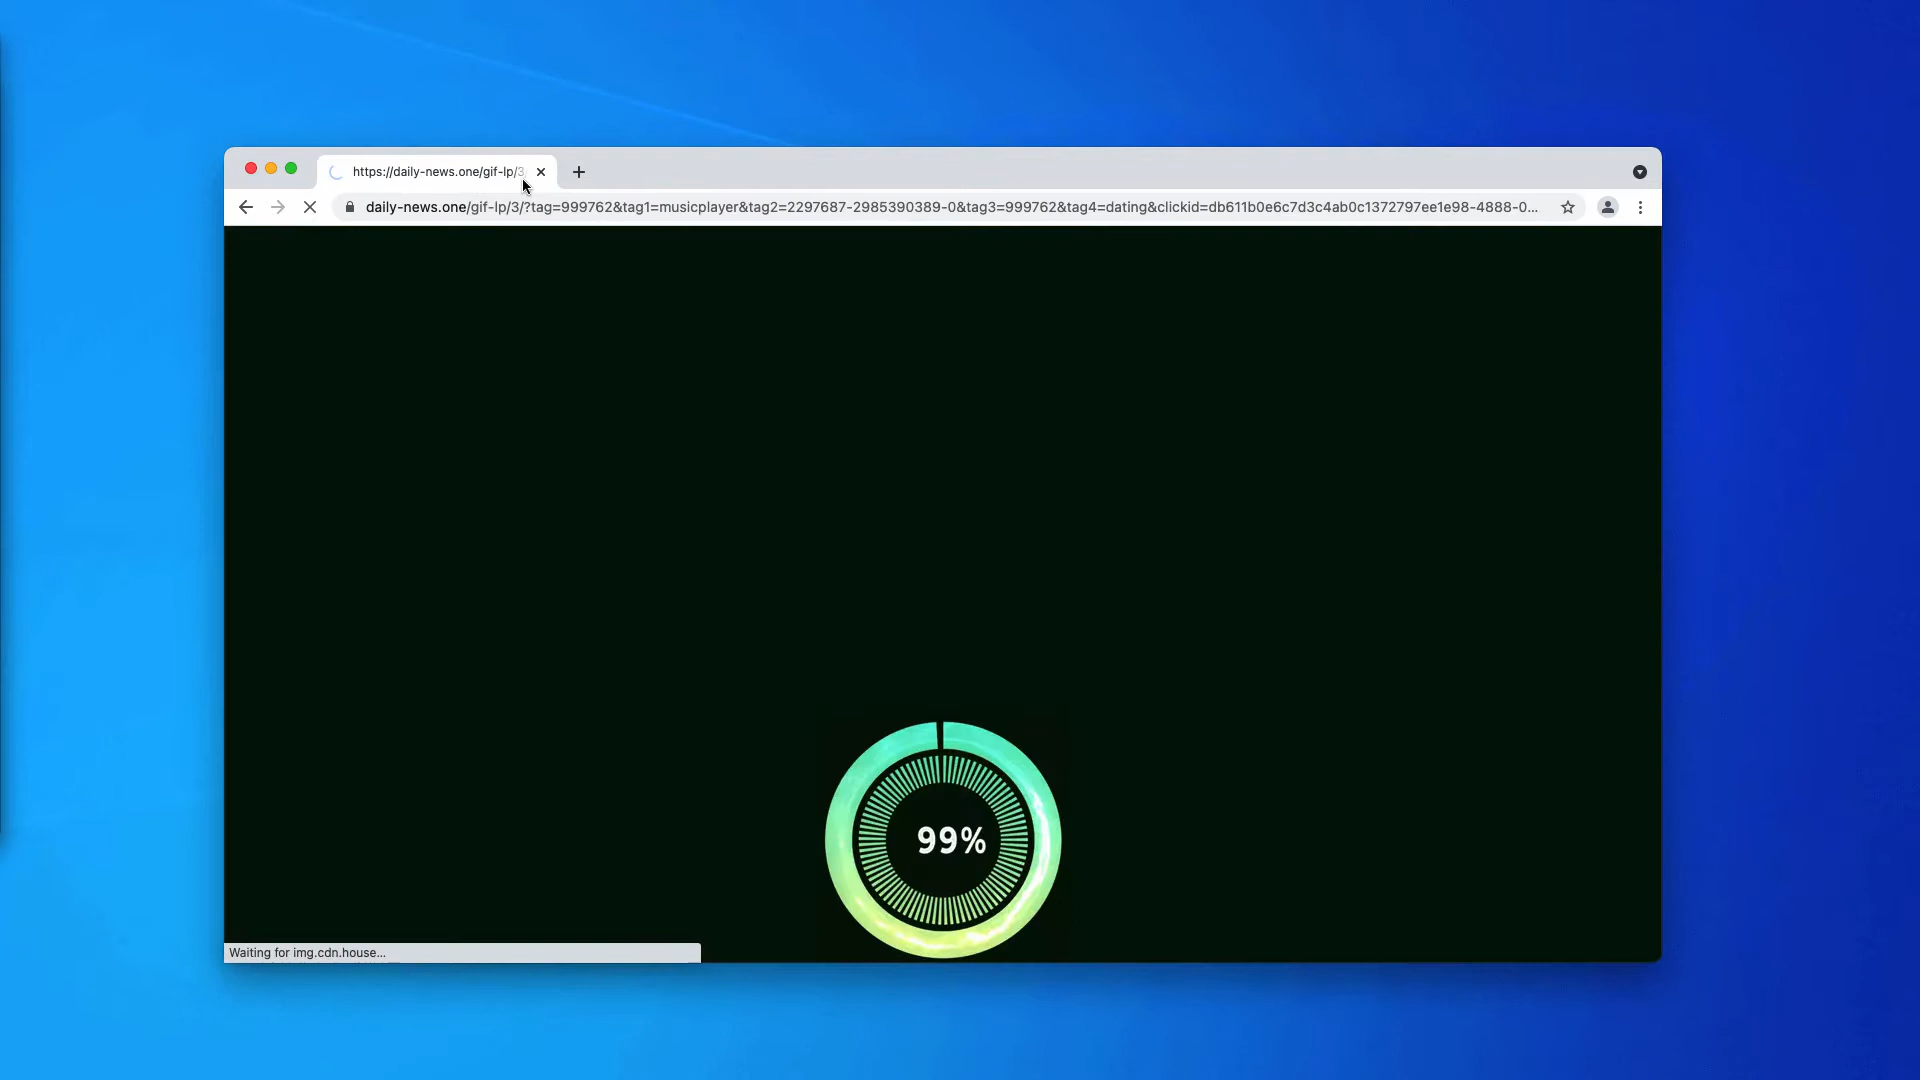 https://daily-news.one/gif-lp/3
daily-news.one/gif-lp/3/?tag=999762&tag1=musicplayer&tag2=2297687-2985390389-0&tag3=999762&tag4=dating&clickid=db611b0e6c7d3c4ab0c1372797ee1e98-4888-0...
99%
Waiting for img.cdn.house...